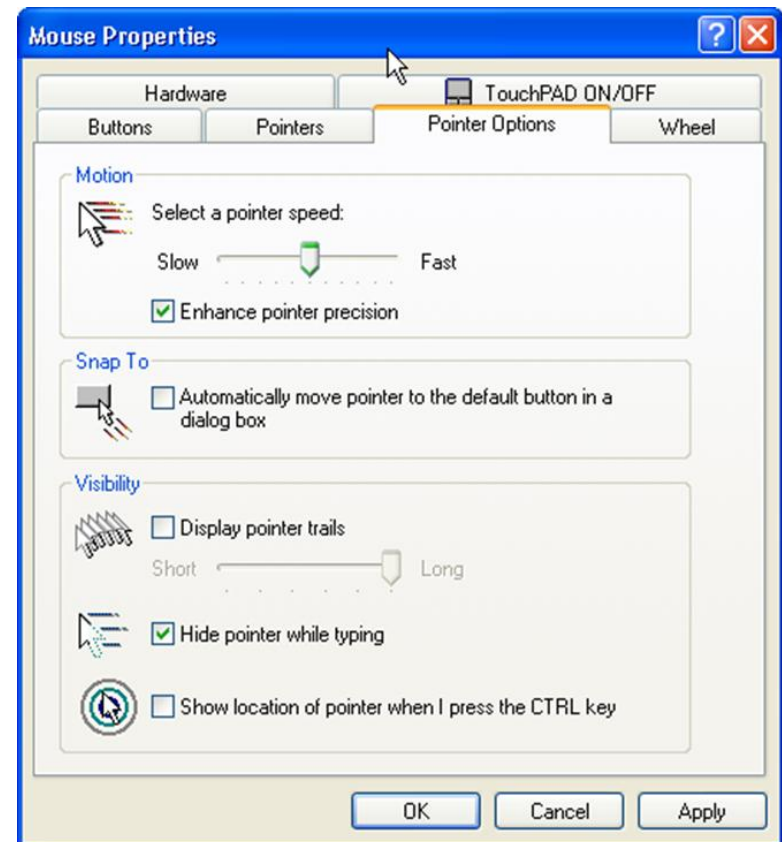 Mouse Properties
Hardware TouchPAD ON/OFF
Buttons Pointers Pointer Options Wheel
Motion
Select a pointer speed:
Slow Fast
Enhance pointer precision
Snap To
Automatically move pointer to the default button in a
dialog box
Visibility
Display pointer trails
Short Long
Hide pointer while typing
Show location of pointer when I press the CTRL key
OK Cancel Apply